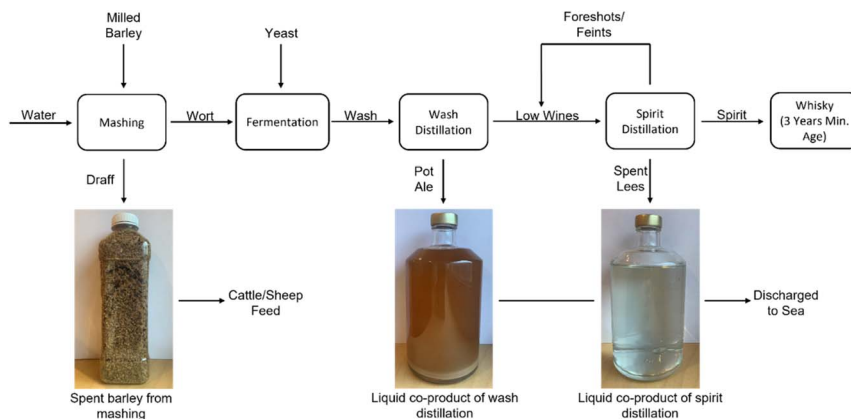 Milled
Barley
Yeast
Foreshots/
Feints
Water
Mashing
Wort
Fermentation
Wash
Wash
Distillation
Low Wines
Spirit
Distillation
Spirit
Whisky
(3 Years Min.
Age)
Draff
Pot
Ale
Spent
Lees
Cattle/Sheep
Feed
Discharged
to Sea
Spent barley from
mashing
Liquid co-product of wash
distillation
Liquid co-product of spirit
distillation